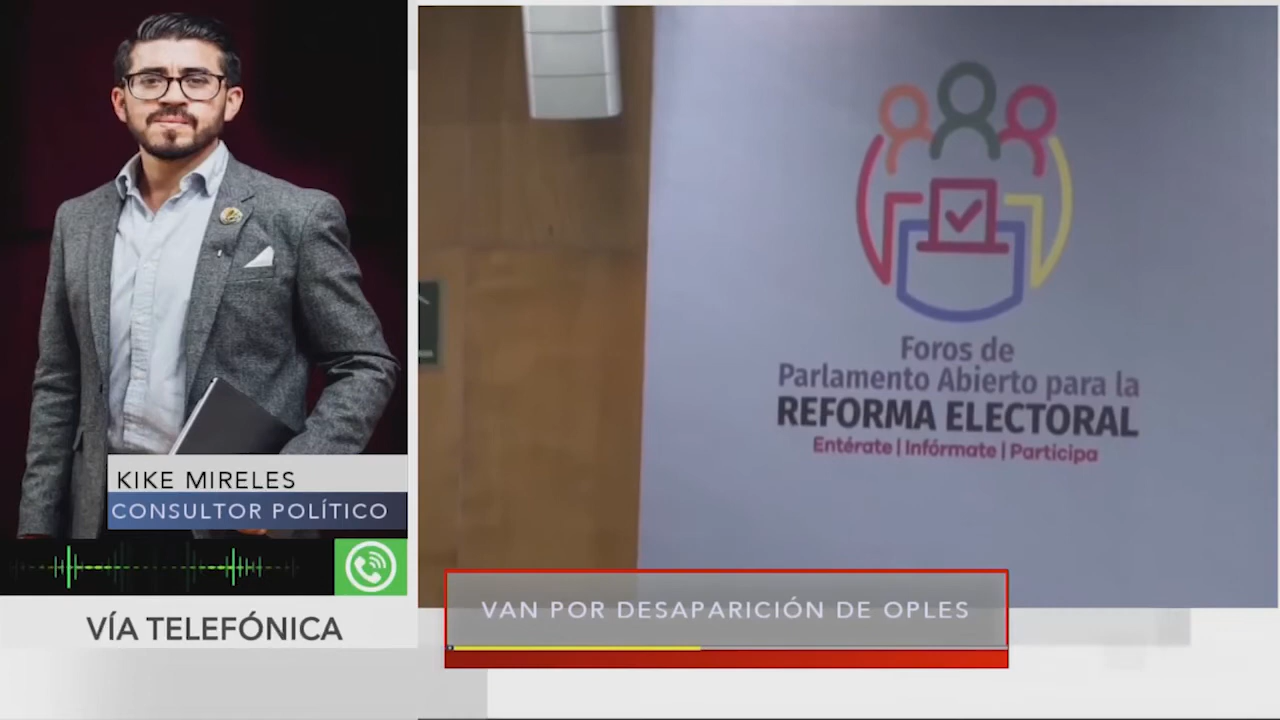 KIKE MIRELES
CONSULTOR POLÍTICO
VÍA TELEFÓNICA
Foros de
Parlamento Abierto para la
REFORMA ELECTORAL
Entérate | Infórmate | Participa
VAN POR DESAPARICIÓN DE OPLES